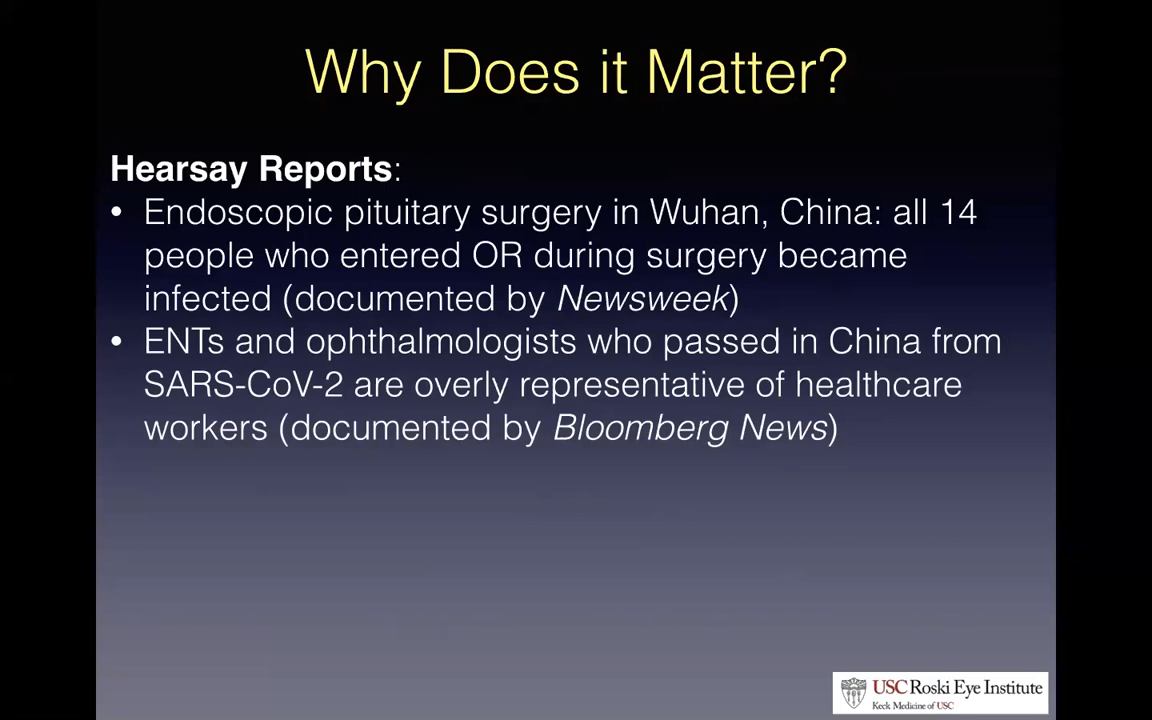 Why Does it Matter?
Hearsay Reports:
• Endoscopic pituitary surgery in Wuhan, China: all 14
people who entered OR during surgery became
infected (documented by Newsweek)
• ENTs and ophthalmologists who passed in China from
SARS-CoV-2 are overly representative of healthcare
workers (documented by Bloomberg News)
USC Roski Eye Institute
Keck Medicine of USC